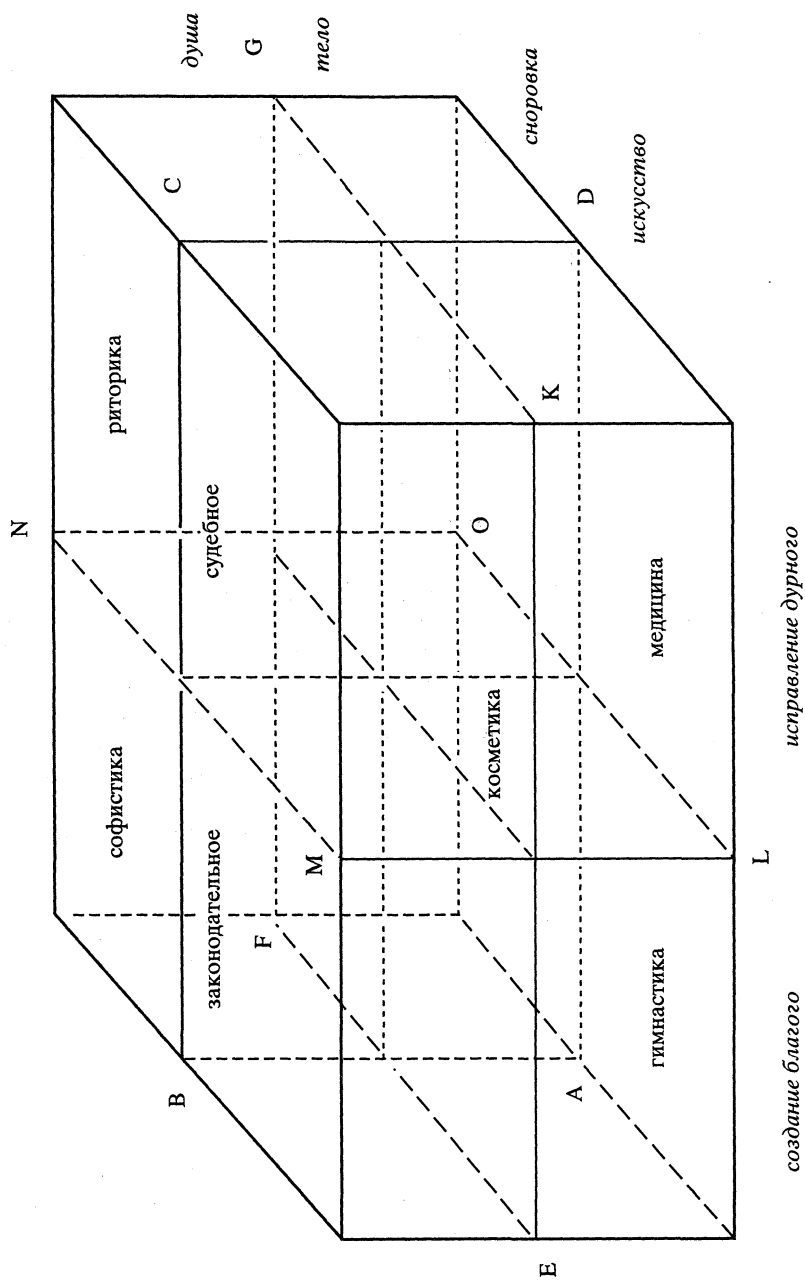 N
софистика
риторика
душа
G
тело
B
C
законодательное
судебное
сноровка
M
F
искусство
D
косметика
O
K
E
A
гимнастика
медицина
L
создание благого
исправление дурного